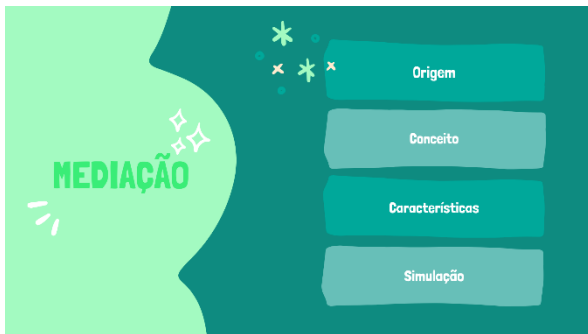 MEDIAÇÃO
Origem
Conceito
Características
Simulação